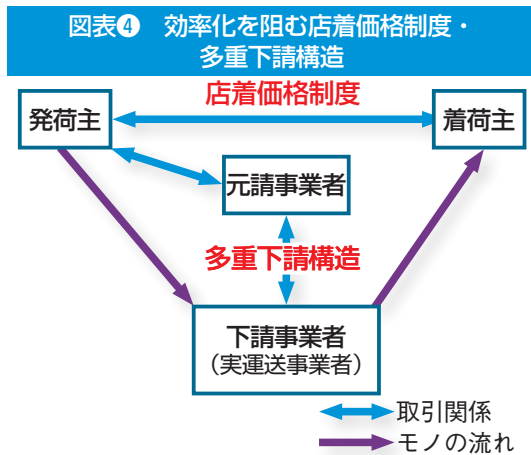 図表❹ 効率化を阻む店着価格制度・
多重下請構造
店着価格制度
発荷主
着荷主
元請事業者
多重下請構造
下請事業者
（実運送事業者）
取引関係
モノの流れ